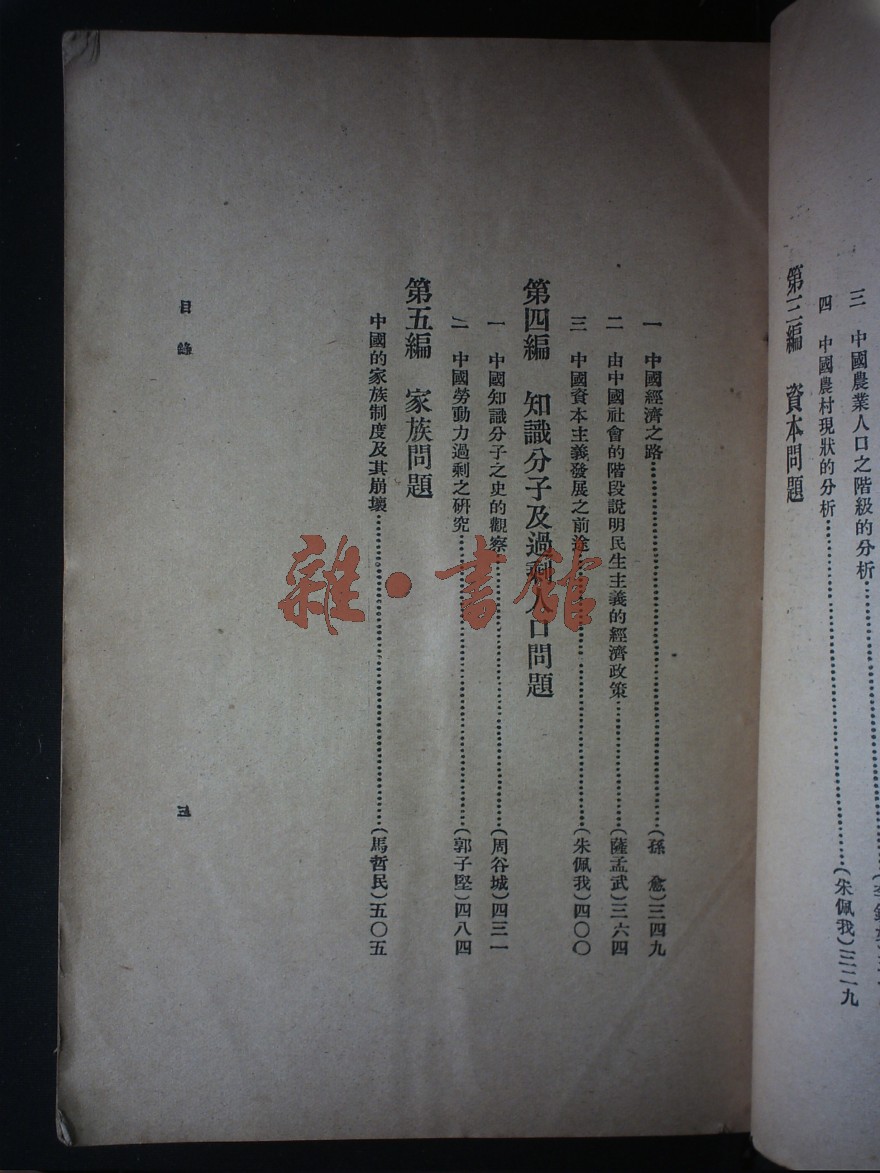 三　中國農業人口之階級的分析……………………(
四　中國農村現狀的分析……………………(朱佩我)三二九
第三編　資本問題
一　中國經濟之路……………………(孫　愈)三四九
二　由中國社會的階段說明民生主義的經濟政策……………………(薩孟武)三六四
三　中國資本主義發展之前途……………………(朱佩我)四〇〇
第四編　知識分子及過剩人口問題
一　中國知識分子之史的觀察……………………(周谷城)四三一
二　中國勞動力過剩之研究……………………(郭子堅)四八四
第五編　家族問題
中國的家族制度及其崩壞……………………(馬哲民)五〇五
目錄
三
雜·書館